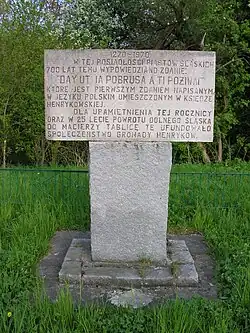 1270-1970
W TEJ POSIADŁOŚCI PIASTÓW ŚLĄSKICH
700 LAT TEMU WYPOWIEDZIANO ZDANIE:
"DAY UT IA POBRUSA A TI POZIWAI"
KTÓRE JEST PIERWSZYM ZDANIEM NAPISANYM
W JĘZYKU POLSKIM UMIESZCZONYM W KSIĘDZE
HENRYKOWSKIEJ.
DLA UPAMIĘTNIENIA TEJ ROCZNICY
ORAZ W 25 LECIE POWROTU DOLNEGO ŚLĄSKA
DO MACIERZY TABLICĘ TĘ UFUNDOWAŁO
SPOŁECZEŃSTWO GROMADY HENRYKÓW.